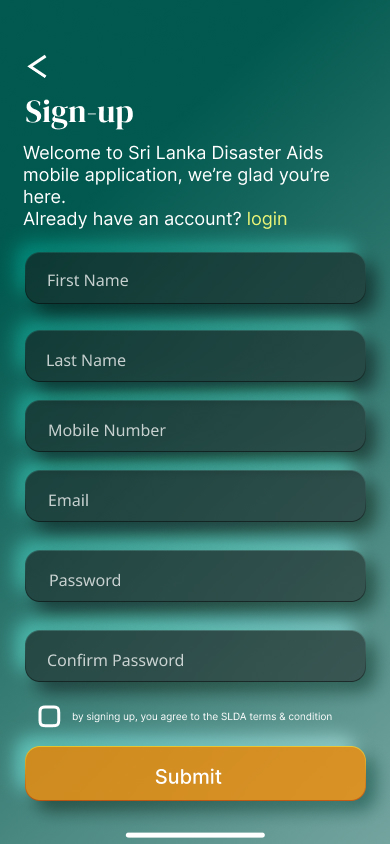 Sign-up
Welcome to Sri Lanka Disaster Aids
mobile application, we’re glad you’re
here.
Already have an account? login
First Name
Last Name
Mobile Number
Email
Password
Confirm Password
by signing up, you agree to the SLDA terms & condition
Submit